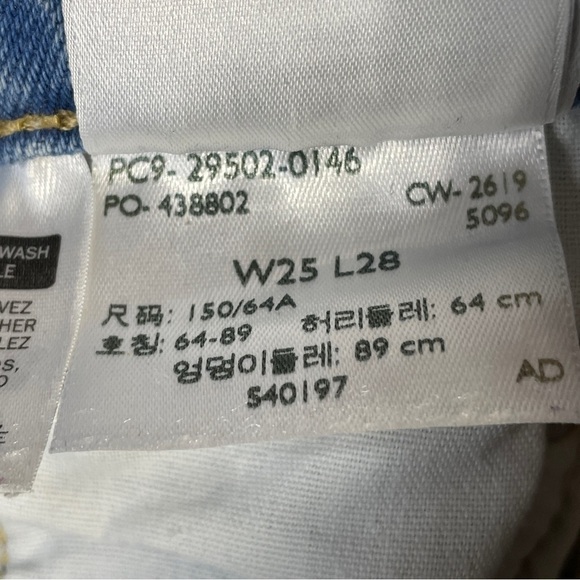 PC9- 29502-0146
PO- 438802
CW- 2619
5096
W25 L28
尺码: 150/64A
호칭: 64-89
허리둘레: 64 cm
엉덩이둘레: 89 cm
540197
AD
WASH
VEZ
HER
LEZ